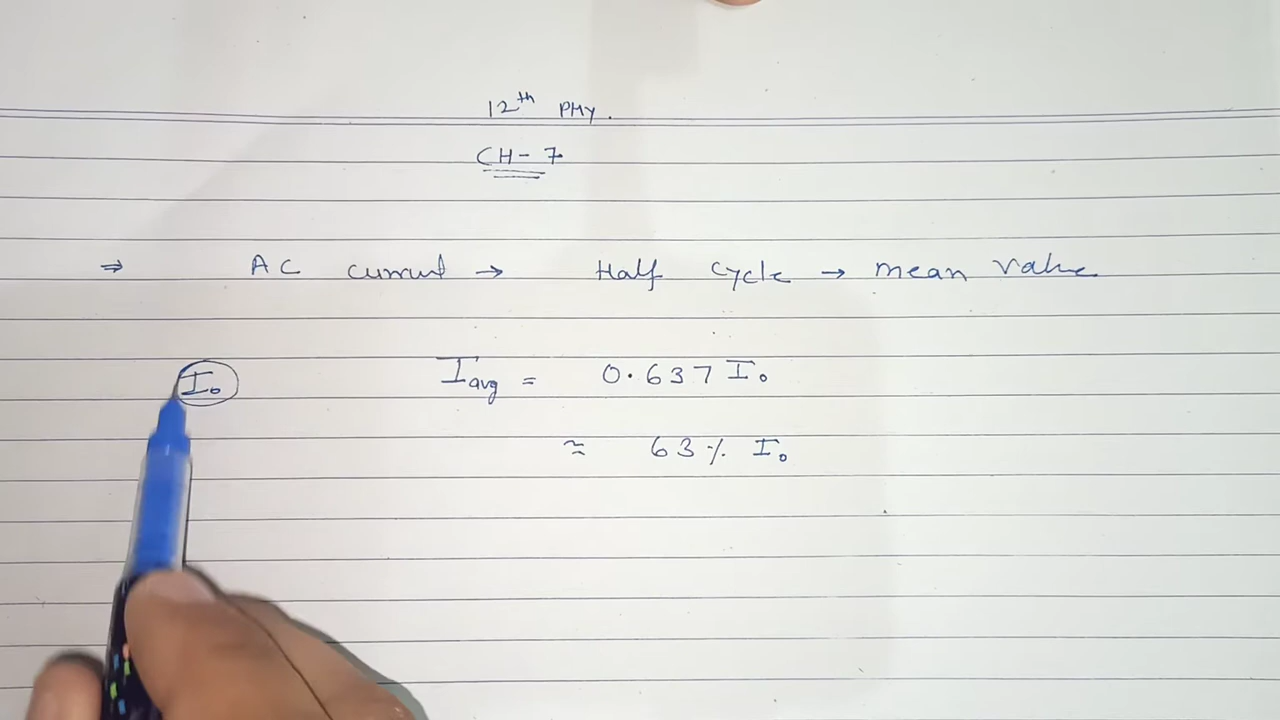 12th PHY.
CH-7
⇒ AC current → Half cycle → mean value
I₀ Iavg = 0.637 I₀
≈ 63% I₀